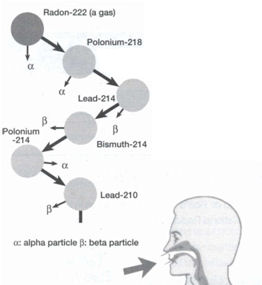 Radon-222 (a gas)
Polonium-218
α
α
Lead-214
β
β
Polonium
-214
Bismuth-214
α
Lead-210
β
α: alpha particle β: beta particle